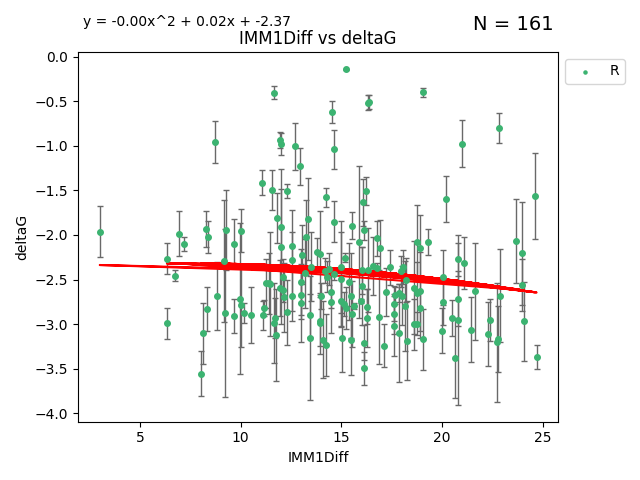 y = -0.00x^2 + 0.02x + -2.37
N = 161
IMM1Diff vs deltaG
R
0.0
−0.5
−1.0
−1.5
−2.0
−2.5
−3.0
−3.5
−4.0
deltaG
5 10 15 20 25
IMM1Diff